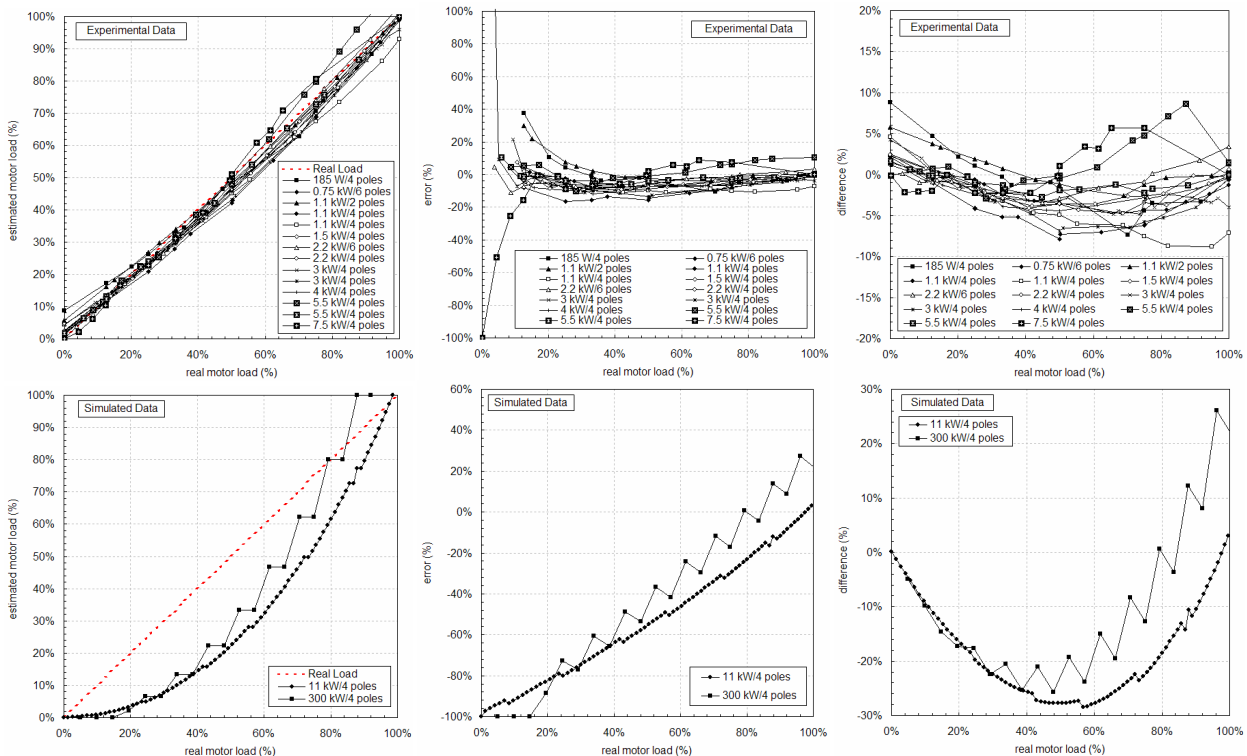 100%
90%
80%
70%
60%
50%
40%
30%
20%
10%
0%
estimated motor load (%)
Experimental Data
Real Load
185 W/4 poles
0.75 kW/6 poles
1.1 kW/2 poles
1.1 kW/4 poles
1.1 kW/4 poles
1.5 kW/4 poles
2.2 kW/6 poles
2.2 kW/4 poles
3 kW/4 poles
3 kW/4 poles
4 kW/4 poles
5.5 kW/4 poles
5.5 kW/4 poles
7.5 kW/4 poles
0% 20% 40% 60% 80% 100%
real motor load (%)
100%
80%
60%
40%
20%
0%
-20%
-40%
-60%
-80%
-100%
error (%)
Experimental Data
185 W/4 poles 0.75 kW/6 poles
1.1 kW/2 poles 1.1 kW/4 poles
1.1 kW/4 poles 1.5 kW/4 poles
2.2 kW/6 poles 2.2 kW/4 poles
3 kW/4 poles 3 kW/4 poles
4 kW/4 poles 5.5 kW/4 poles
5.5 kW/4 poles 7.5 kW/4 poles
0% 20% 40% 60% 80% 100%
real motor load (%)
20%
15%
10%
5%
0%
-5%
-10%
-15%
-20%
difference (%)
Experimental Data
185 W/4 poles 0.75 kW/6 poles 1.1 kW/2 poles
1.1 kW/4 poles 1.1 kW/4 poles 1.5 kW/4 poles
2.2 kW/6 poles 2.2 kW/4 poles 3 kW/4 poles
3 kW/4 poles 4 kW/4 poles 5.5 kW/4 poles
5.5 kW/4 poles 7.5 kW/4 poles
0% 20% 40% 60% 80% 100%
real motor load (%)
100%
90%
80%
70%
60%
50%
40%
30%
20%
10%
0%
estimated motor load (%)
Simulated Data
Real Load
11 kW/4 poles
300 kW/4 poles
0% 20% 40% 60% 80% 100%
real motor load (%)
60%
40%
20%
0%
-20%
-40%
-60%
-80%
-100%
error (%)
Simulated Data
11 kW/4 poles
300 kW/4 poles
0% 20% 40% 60% 80% 100%
real motor load (%)
30%
20%
10%
0%
-10%
-20%
-30%
difference (%)
Simulated Data
11 kW/4 poles
300 kW/4 poles
0% 20% 40% 60% 80% 100%
real motor load (%)